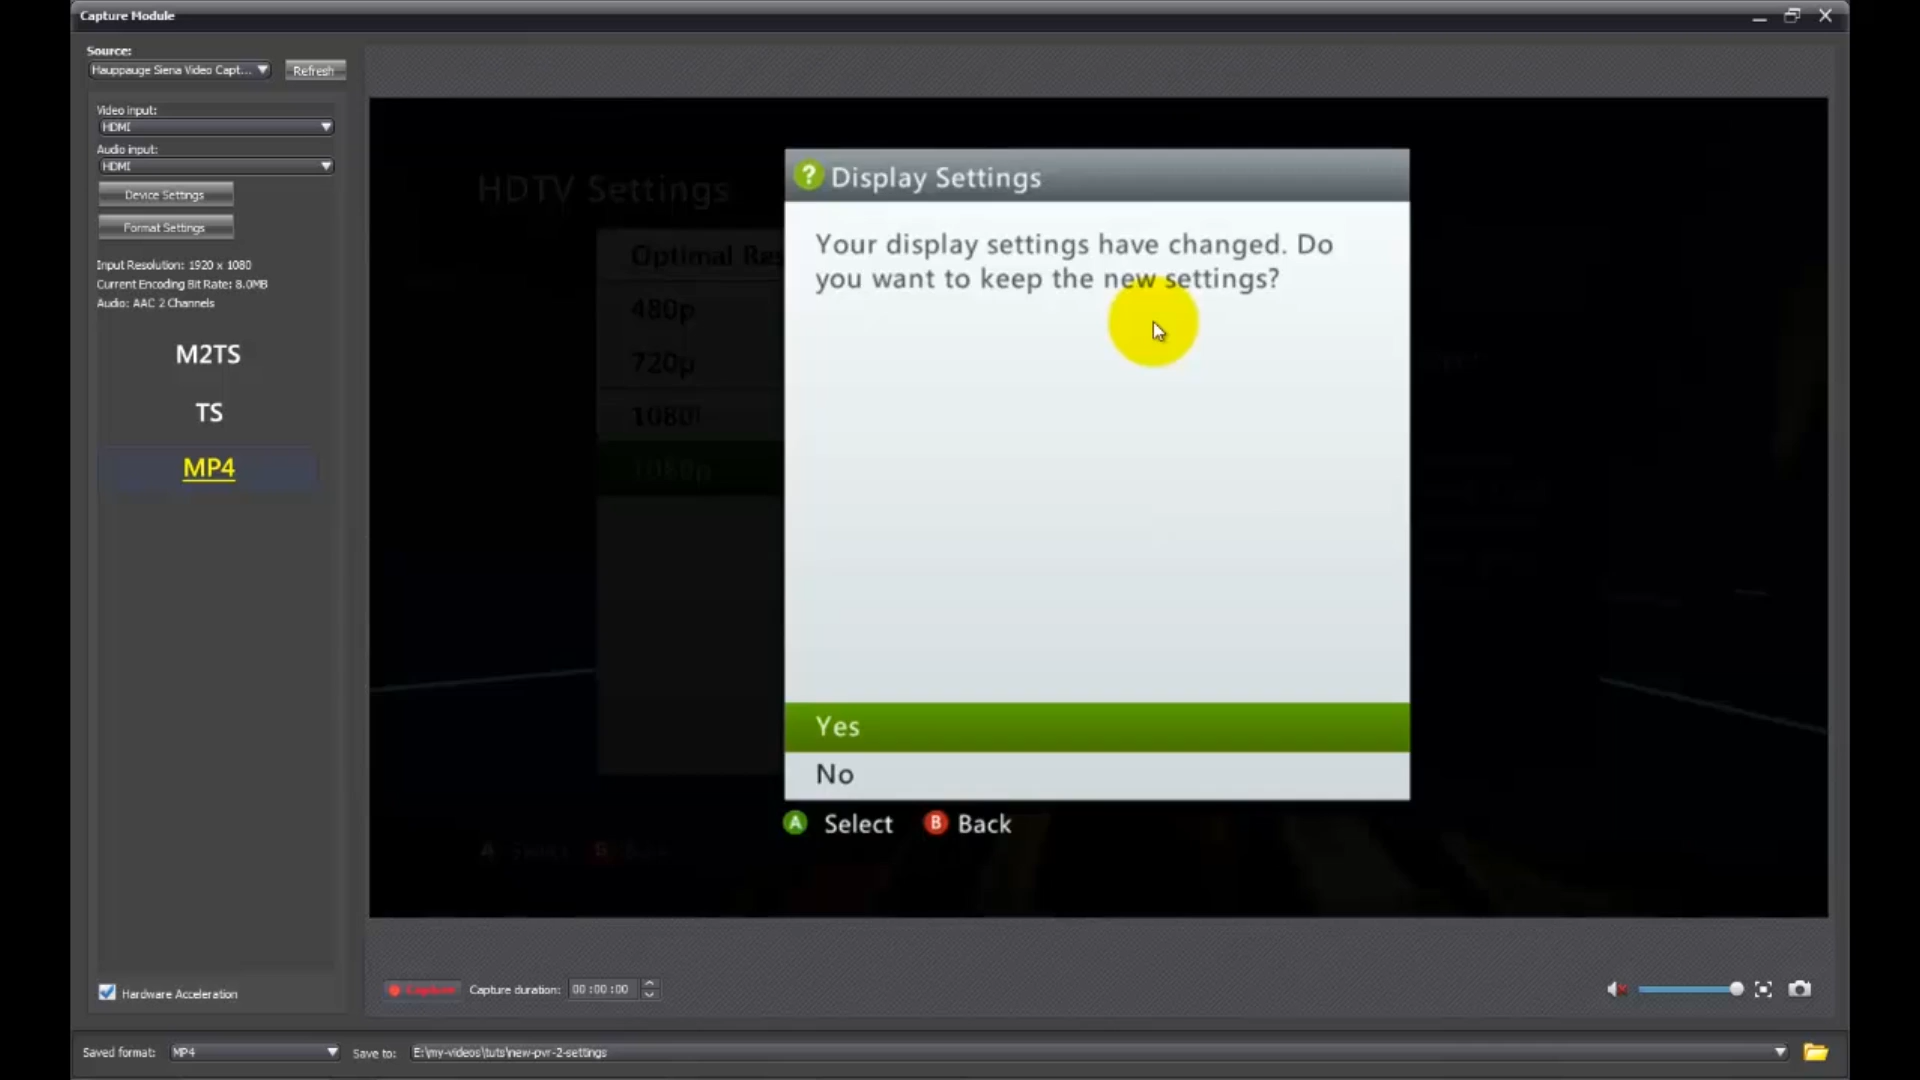 Capture Module
Source:
Hauppauge Siena Video Capt...
Refresh
Video input:
HDMI
Audio input:
HDMI
Device Settings
Format Settings
Input Resolution: 1920 x 1080
Current Encoding Bit Rate: 8.0MB
Audio: AAC 2 Channels
M2TS
TS
MP4
Hardware Acceleration
HDTV Settings
Optimal Res
480p
720p
1080i
1080p
? Display Settings
Your display settings have changed. Do
you want to keep the new settings?
Yes
No
A Select B Back
Capture Capture duration: 00:00:00
Saved format: MP4 Save to: E:\my-videos\tuts\new-pvr-2-settings